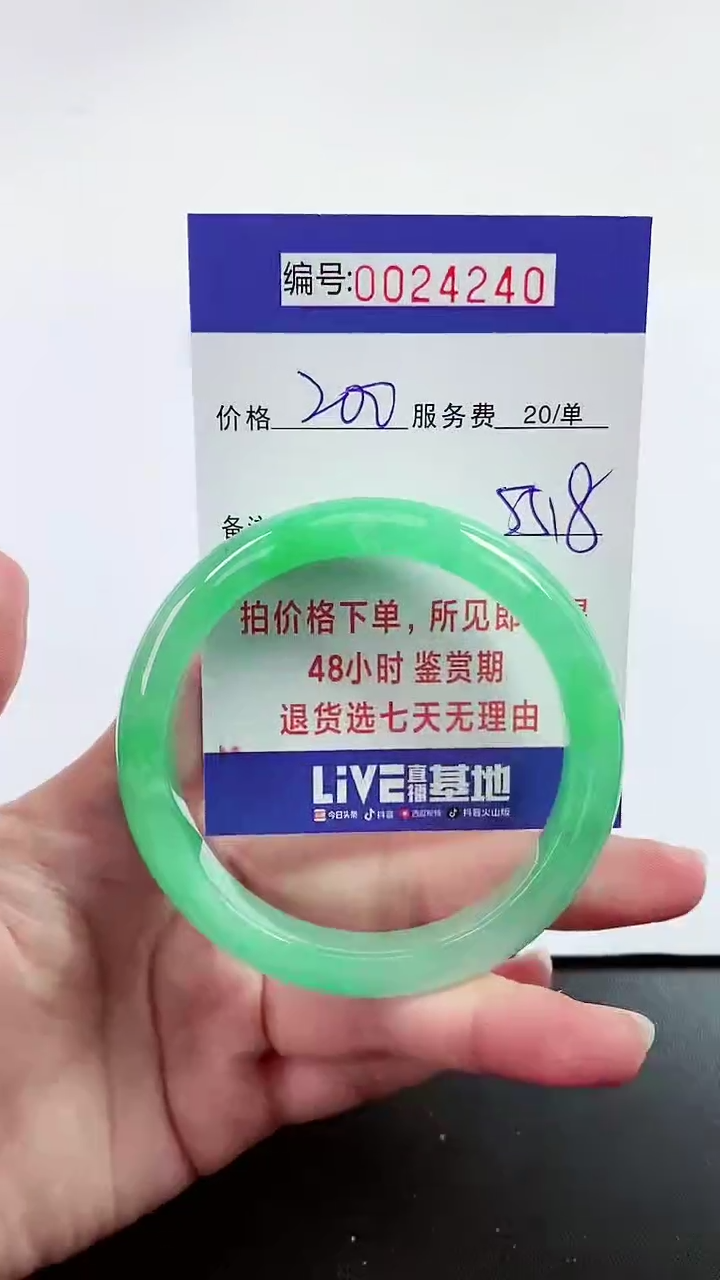 编号:0024240
价格 200 服务费 20/单
5518
拍价格下单，所见即
48小时 鉴赏期
退货选七天无理由
LiVE直播基地
今日头条 抖音 西瓜视频 抖音火山版